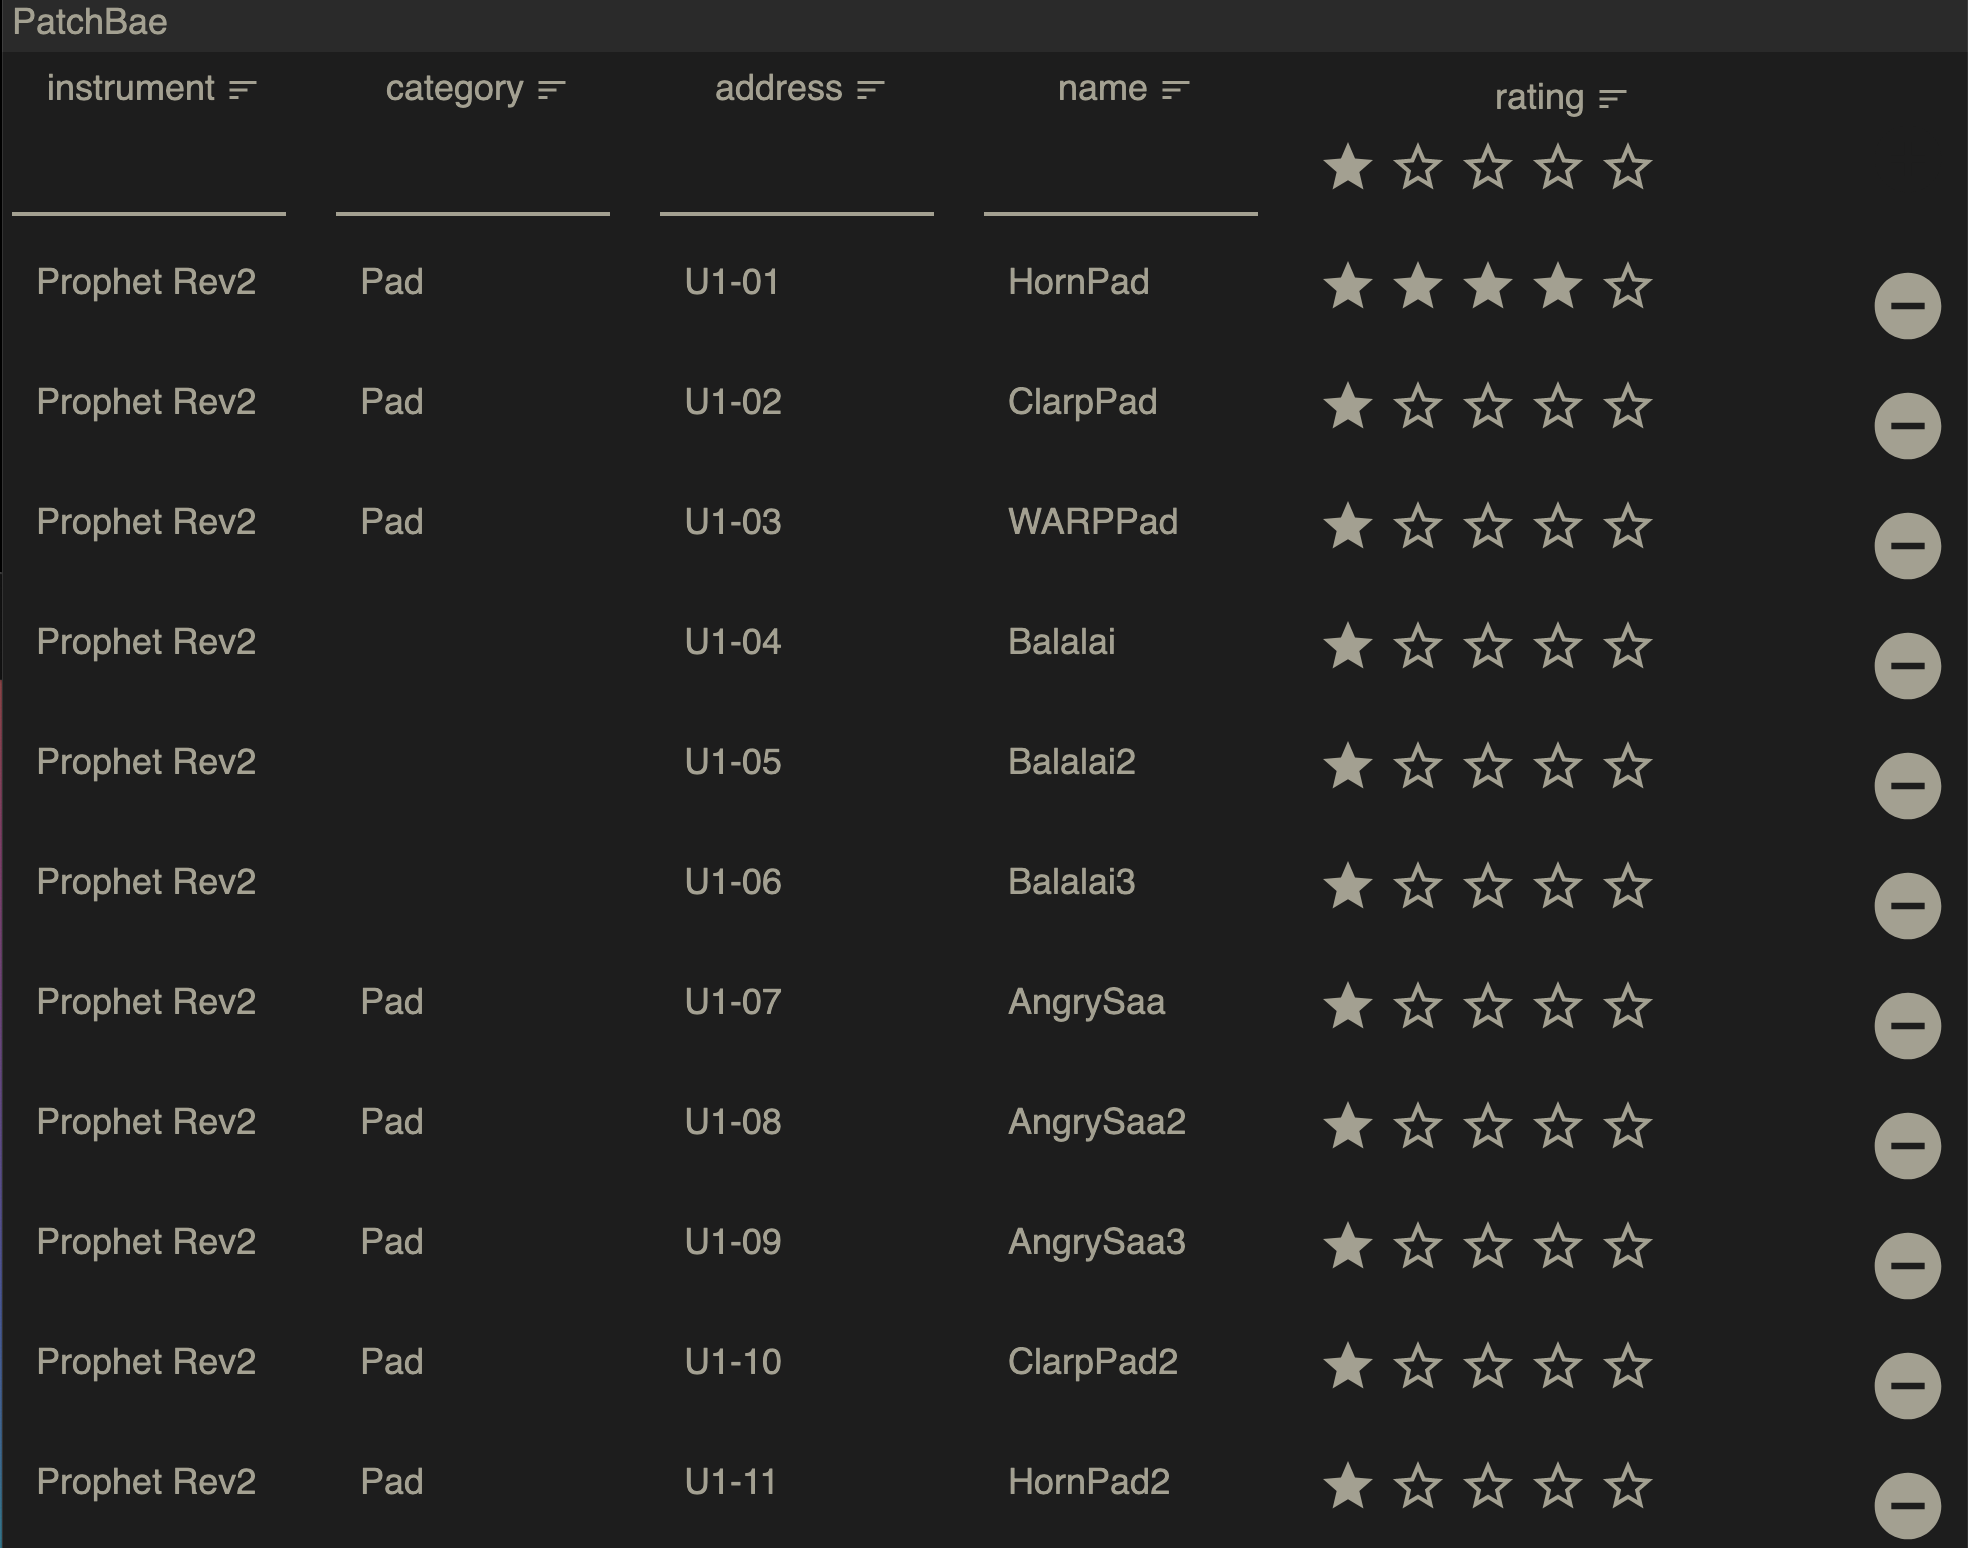 PatchBae
instrument category address name rating
Prophet Rev2 Pad U1-01 HornPad
Prophet Rev2 Pad U1-02 ClarpPad
Prophet Rev2 Pad U1-03 WARPPad
Prophet Rev2 U1-04 Balalai
Prophet Rev2 U1-05 Balalai2
Prophet Rev2 U1-06 Balalai3
Prophet Rev2 Pad U1-07 AngrySaa
Prophet Rev2 Pad U1-08 AngrySaa2
Prophet Rev2 Pad U1-09 AngrySaa3
Prophet Rev2 Pad U1-10 ClarpPad2
Prophet Rev2 Pad U1-11 HornPad2